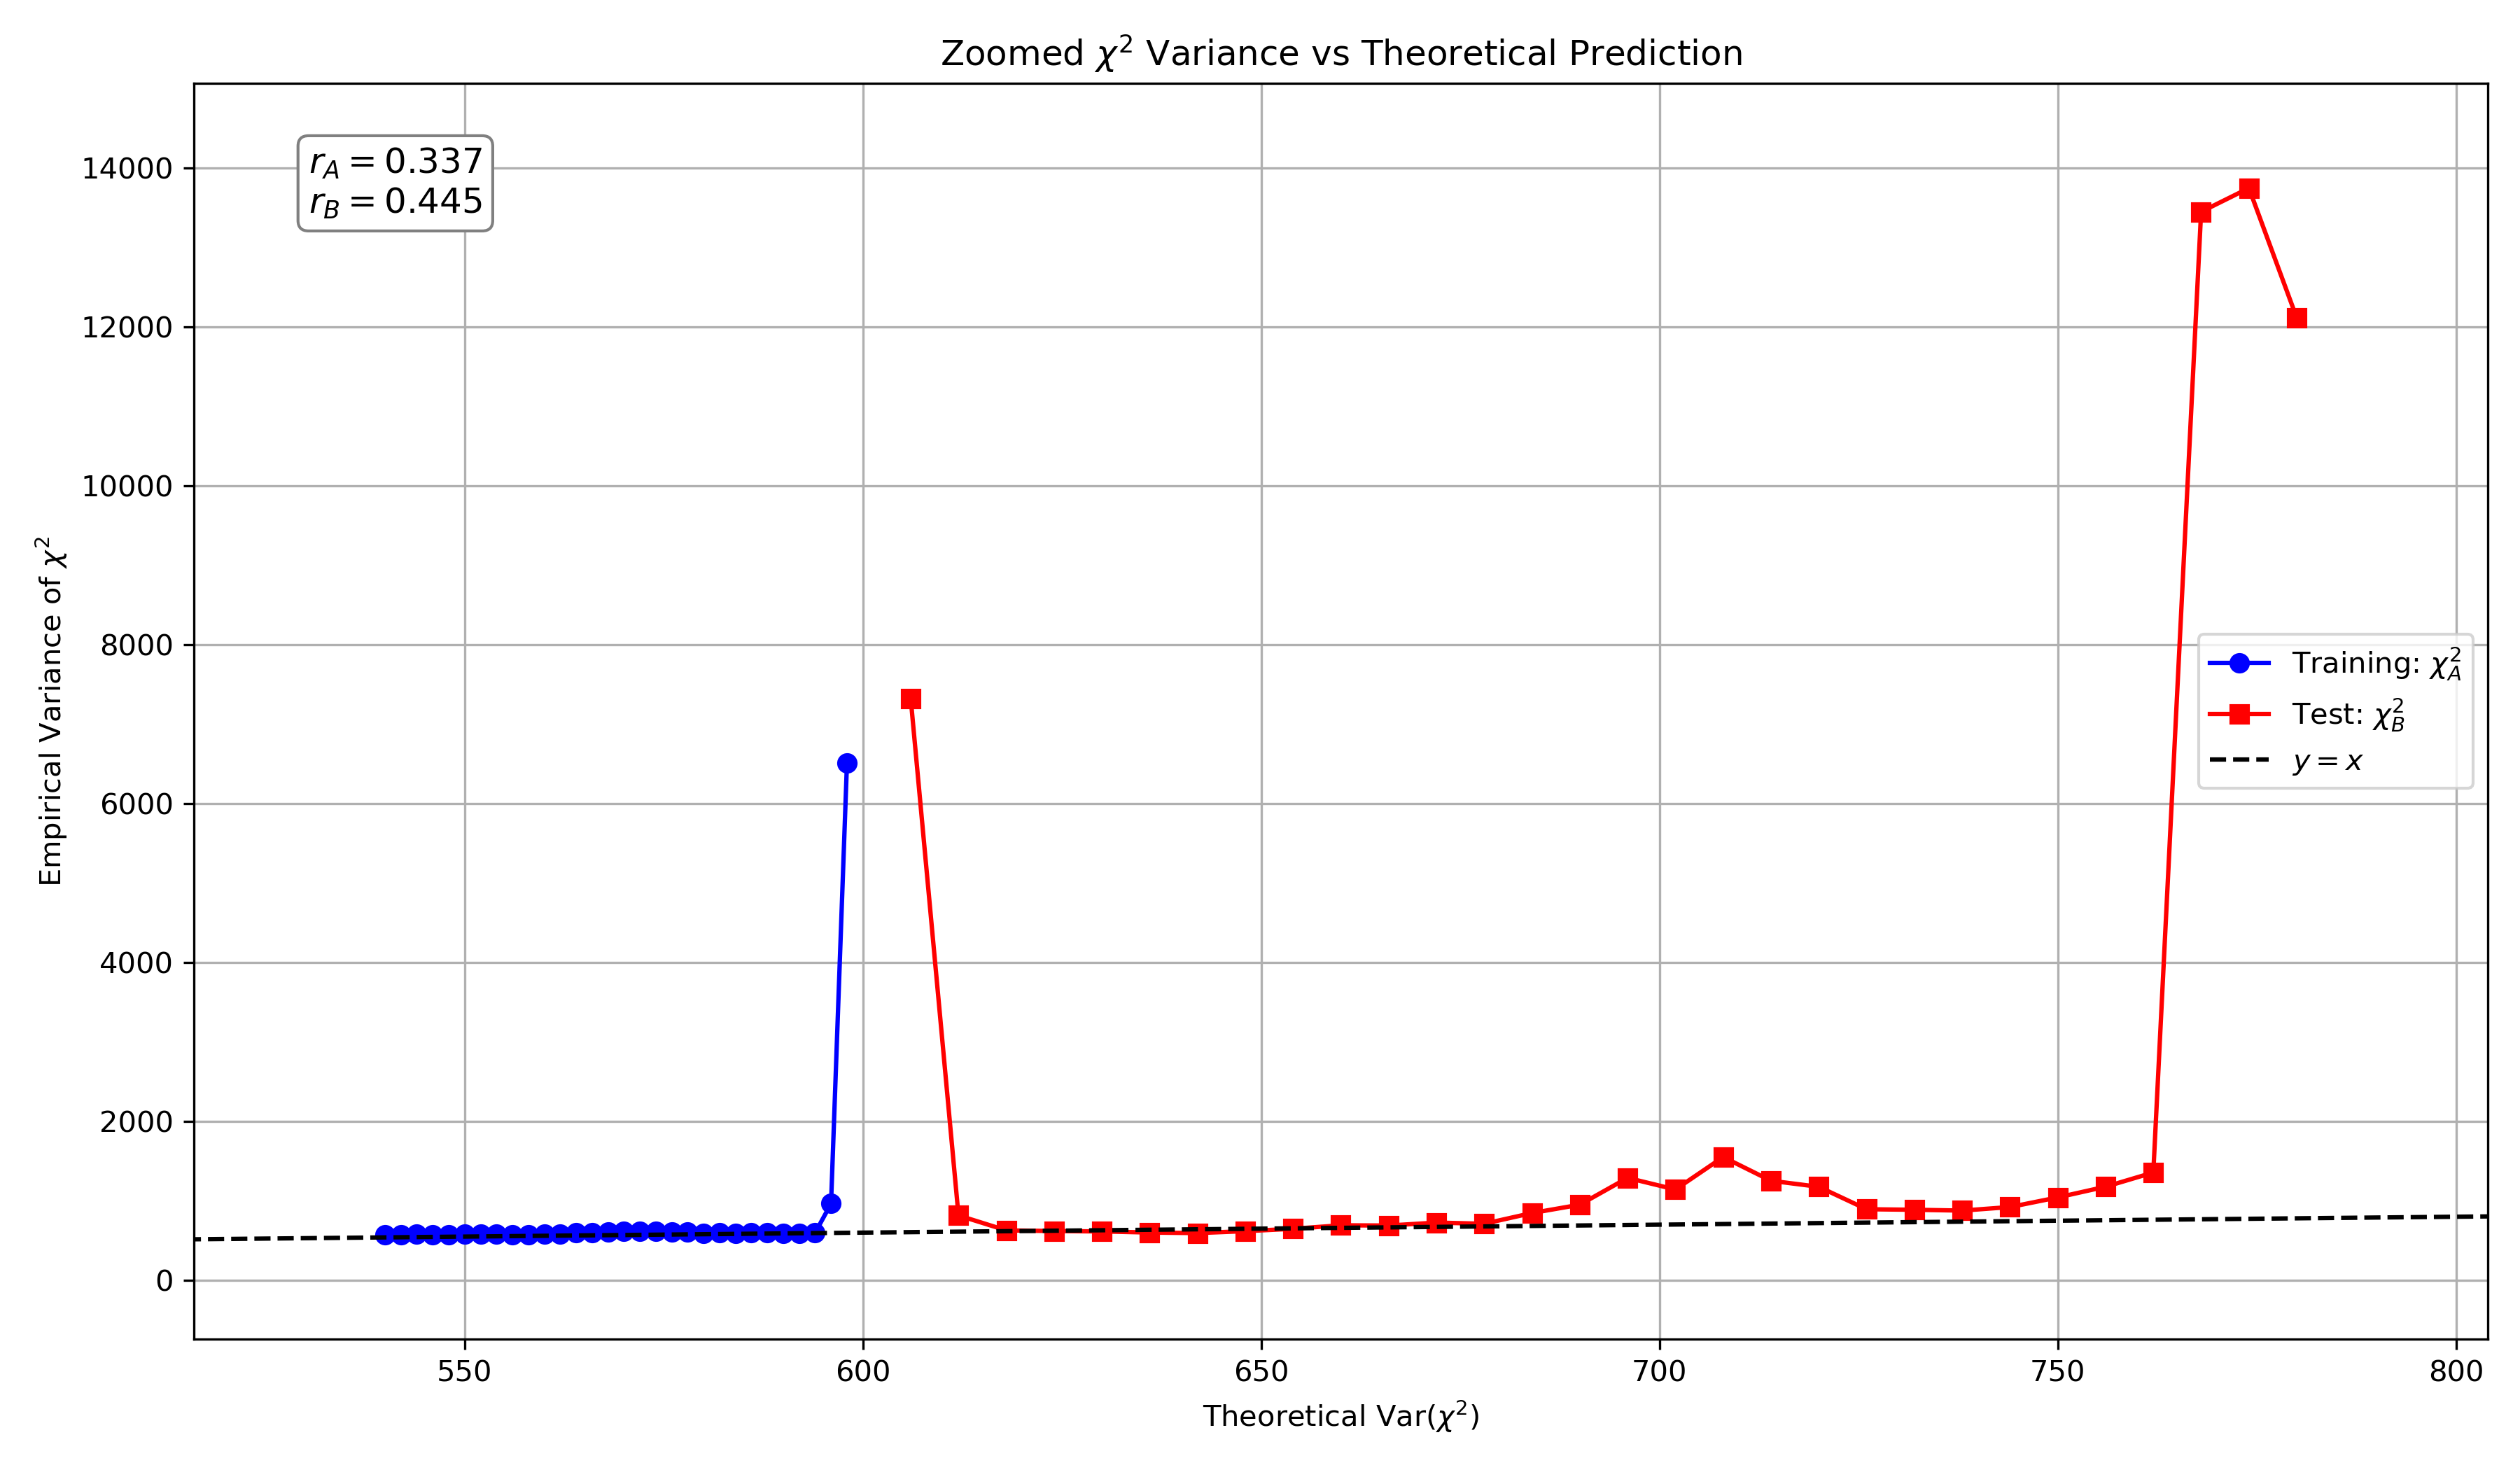 Zoomed χ² Variance vs Theoretical Prediction
r_A = 0.337
r_B = 0.445
14000
12000
10000
8000
6000
4000
2000
0
Empirical Variance of χ²
Training: χ²_A
Test: χ²_B
y = x
550
600
650
700
750
800
Theoretical Var(χ²)